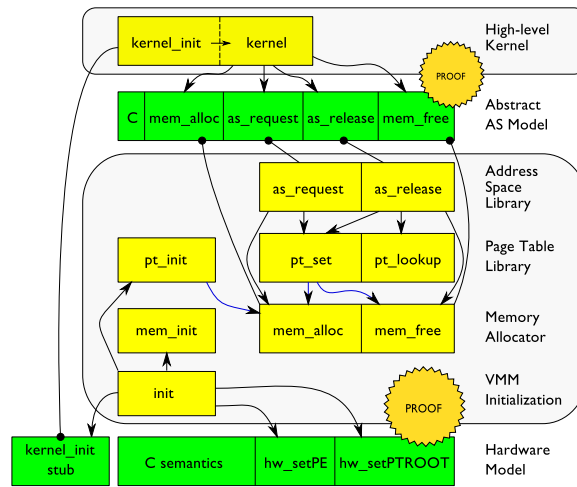 kernel_init
kernel
High-level
Kernel
PROOF
C
mem_alloc
as_request
as_release
mem_free
Abstract
AS Model
as_request
as_release
Address
Space
Library
pt_init
pt_set
pt_lookup
Page Table
Library
mem_init
mem_alloc
mem_free
Memory
Allocator
init
PROOF
VMM
Initialization
kernel_init
stub
C semantics
hw_setPE
hw_setPTROOT
Hardware
Model